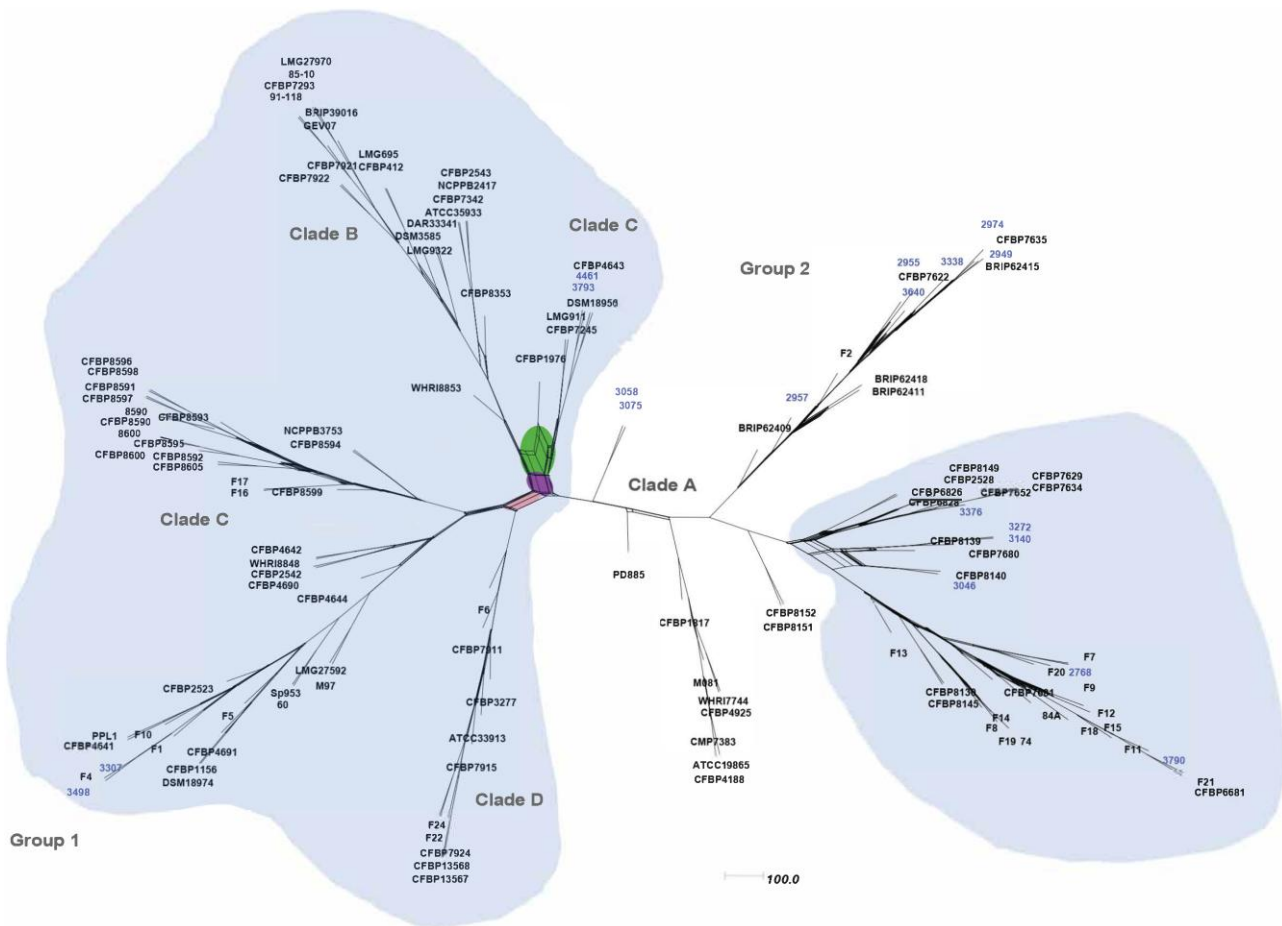 LMG27970
85-10
CFBP7293
91-118
BRIP39016
GEV07
LMG695
CFBP7921 CFBP412
CFBP7922
CFBP2543
NCPPB2417
CFBP7342
ATCC35933
DAR33341
DSM3585
LMG9322
Clade B
CFBP8353
Clade C
CFBP4643
4461
3793
DSM18956
LMG911
CFBP7245
CFBP1976
WHRI8853
Group 2
2974
CFBP7635
2955 3338 2949
CFBP7622 BRIP62415
3640
F2
BRIP62418
BRIP62411
2957
BRIP62409
3058
3075
Clade A
CFBP8596
CFBP8598
CFBP8591
CFBP8597
8590 CFBP8593
CFBP8590
8600
CFBP8595
CFBP8600 CFBP8592
CFBP8605
NCPPB3753
CFBP8594
F17
F16 CFBP8599
Clade C
CFBP4642
WHRI8848
CFBP2542
CFBP4690
CFBP4644
CFBP8149
CFBP2528 CFBP7629
CFBP6826 CFBP7652 CFBP7634
CFBP6828
3376
3272
CFBP8139 3140
CFBP7680
CFBP8140
3046
PD885
CFBP8152
CFBP8151
CFBP1817
F6
CFBP7911
F13
F7
F20 2768
CFBP8130
CFBP8145
CFBP7681
F9
F12
84A
F14
F8
F15
F18
F19 74
F11
3790
F21
CFBP6681
LMG27592
M97
Sp953
60
CFBP2523
F5
PPL1
F10
CFBP4641
F1
CFBP4691
3307
F4
CFBP1156
DSM18974
3498
CFBP3277
M081
WHRI7744
CFBP4925
ATCC33913
CMP7383
CFBP7915
ATCC19865
CFBP4188
Clade D
F24
F22
CFBP7924
CFBP13568
CFBP13567
Group 1
100.0